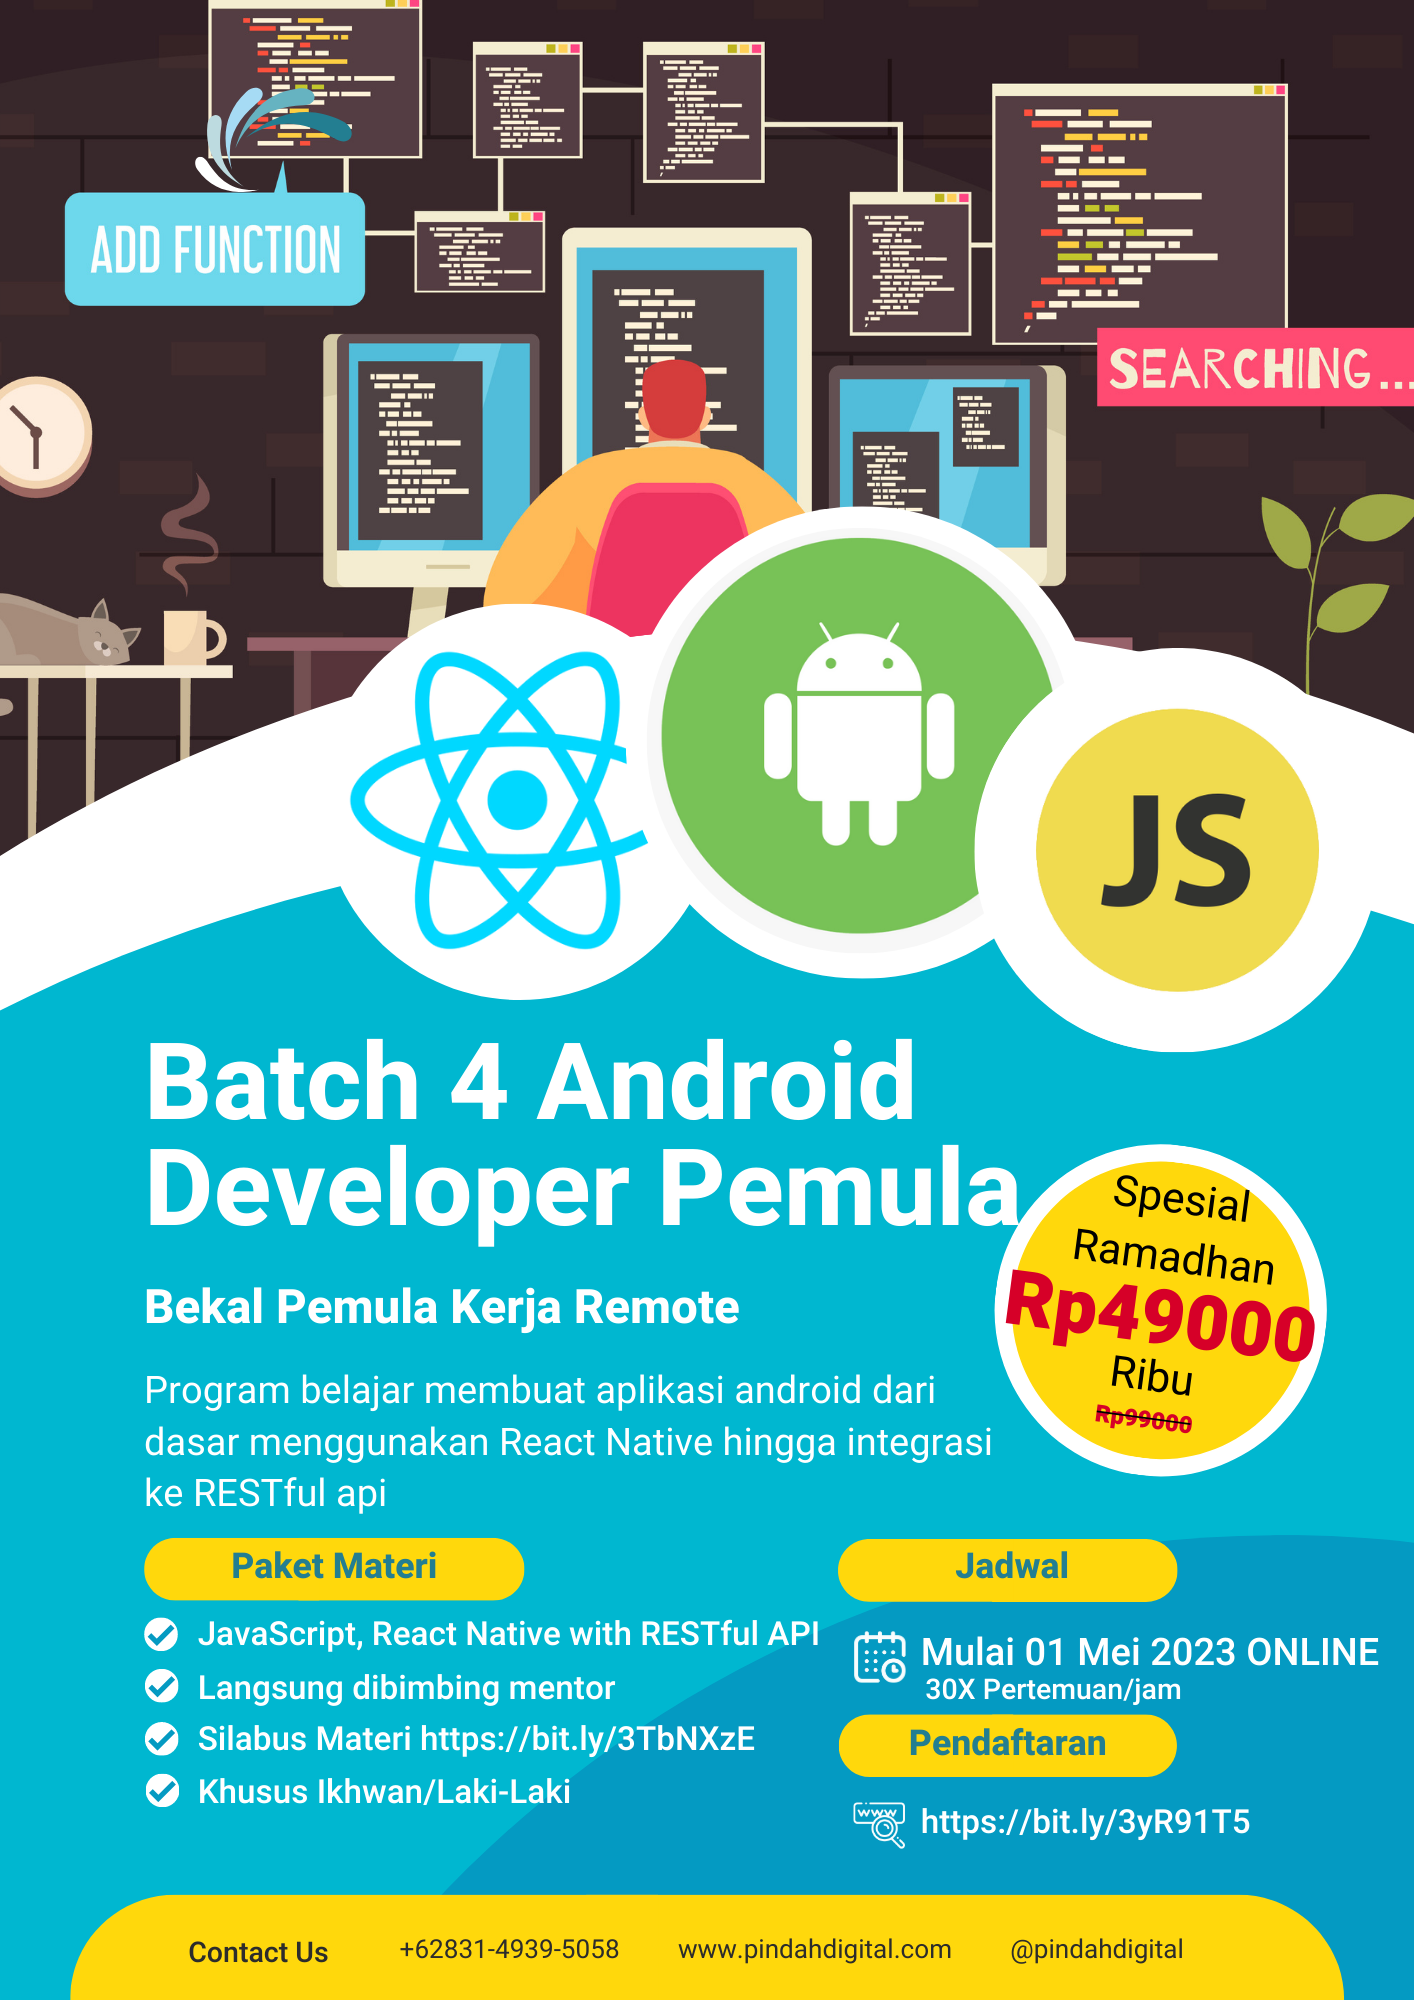 ADD FUNCTION
SEARCHING...
JS
Batch 4 Android
Developer Pemula
Spesial
Ramadhan
Rp49000
Ribu
Rp99000
Bekal Pemula Kerja Remote
Program belajar membuat aplikasi android dari
dasar menggunakan React Native hingga integrasi
ke RESTful api
Paket Materi
JavaScript, React Native with RESTful API
Langsung dibimbing mentor
Silabus Materi https://bit.ly/3TbNXzE
Khusus Ikhwan/Laki-Laki
Jadwal
Mulai 01 Mei 2023 ONLINE
30X Pertemuan/jam
Pendaftaran
www
https://bit.ly/3yR91T5
Contact Us
+62831-4939-5058
www.pindahdigital.com
@pindahdigital